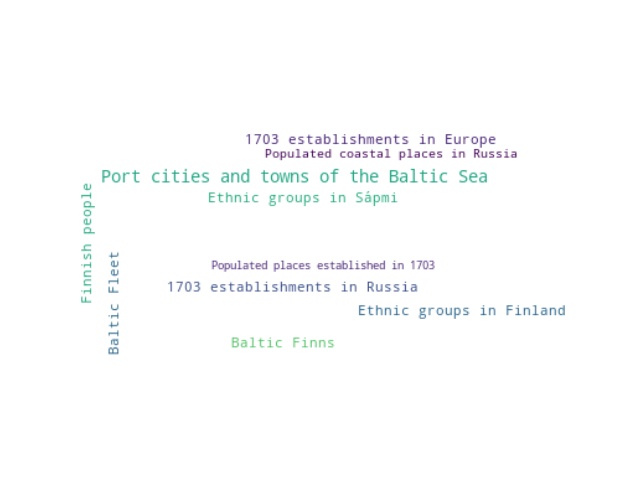 1703 establishments in Europe
Populated coastal places in Russia
Port cities and towns of the Baltic Sea
Ethnic groups in Sápmi
Finnish people
Baltic Fleet
Populated places established in 1703
1703 establishments in Russia
Ethnic groups in Finland
Baltic Finns